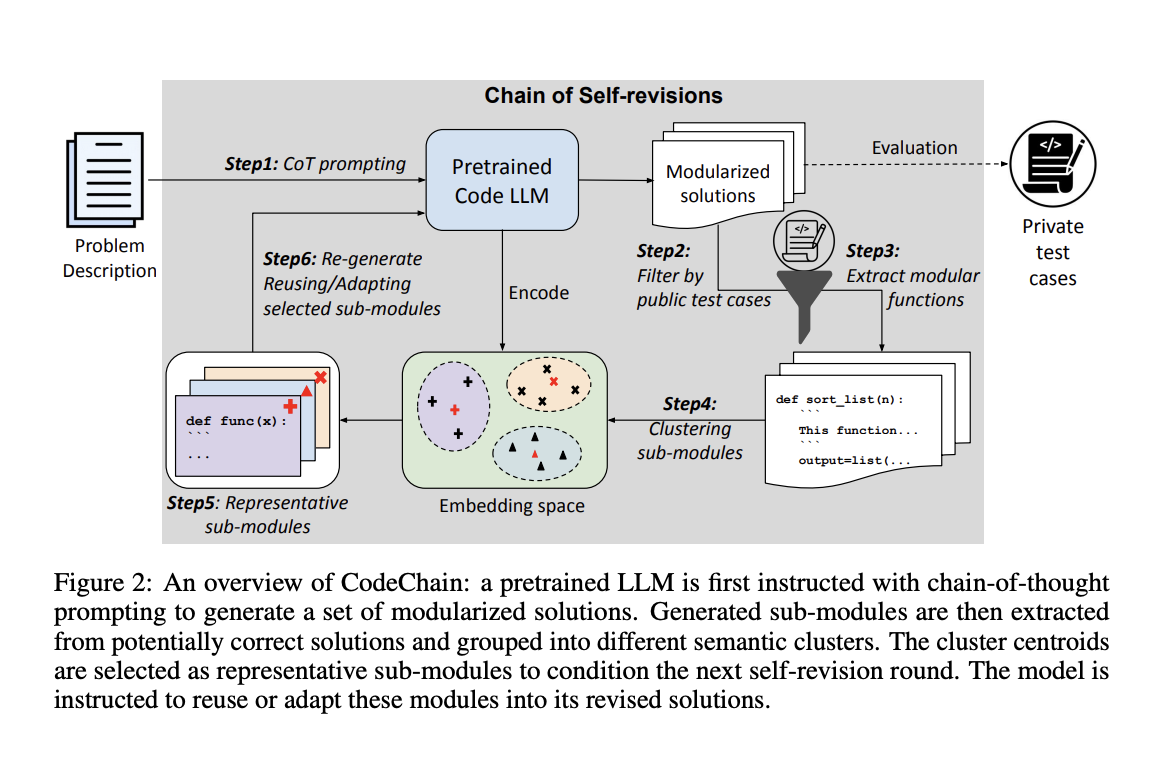 Chain of Self-revisions
Problem
Description
Step1: CoT prompting
Pretrained
Code LLM
Modularized
solutions
Evaluation
</>
Private
test
cases
Step2:
Filter by
public test cases
</>
Step3:
Extract modular
functions
def sort_list(n):
```
This function...
```
output=list(...
Step4:
Clustering
sub-modules
Encode
Embedding space
def func(x):
```
...
Step5: Representative
sub-modules
Step6: Re-generate
Reusing/Adapting
selected sub-modules
Figure 2: An overview of CodeChain: a pretrained LLM is first instructed with chain-of-thought
prompting to generate a set of modularized solutions. Generated sub-modules are then extracted
from potentially correct solutions and grouped into different semantic clusters. The cluster centroids
are selected as representative sub-modules to condition the next self-revision round. The model is
instructed to reuse or adapt these modules into its revised solutions.